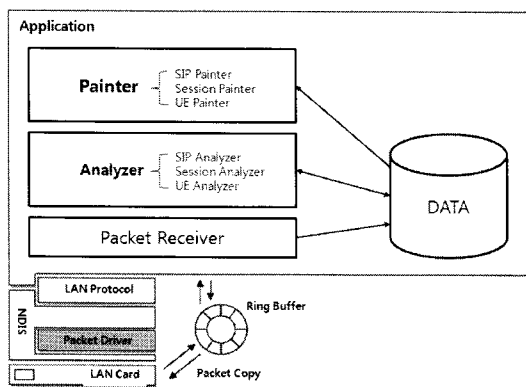 Application
Painter
SIP Painter
Session Painter
UE Painter
Analyzer
SIP Analyzer
Session Analyzer
UE Analyzer
Packet Receiver
DATA
LAN Protocol
NDIS
Packet Driver
LAN Card
Ring Buffer
Packet Copy